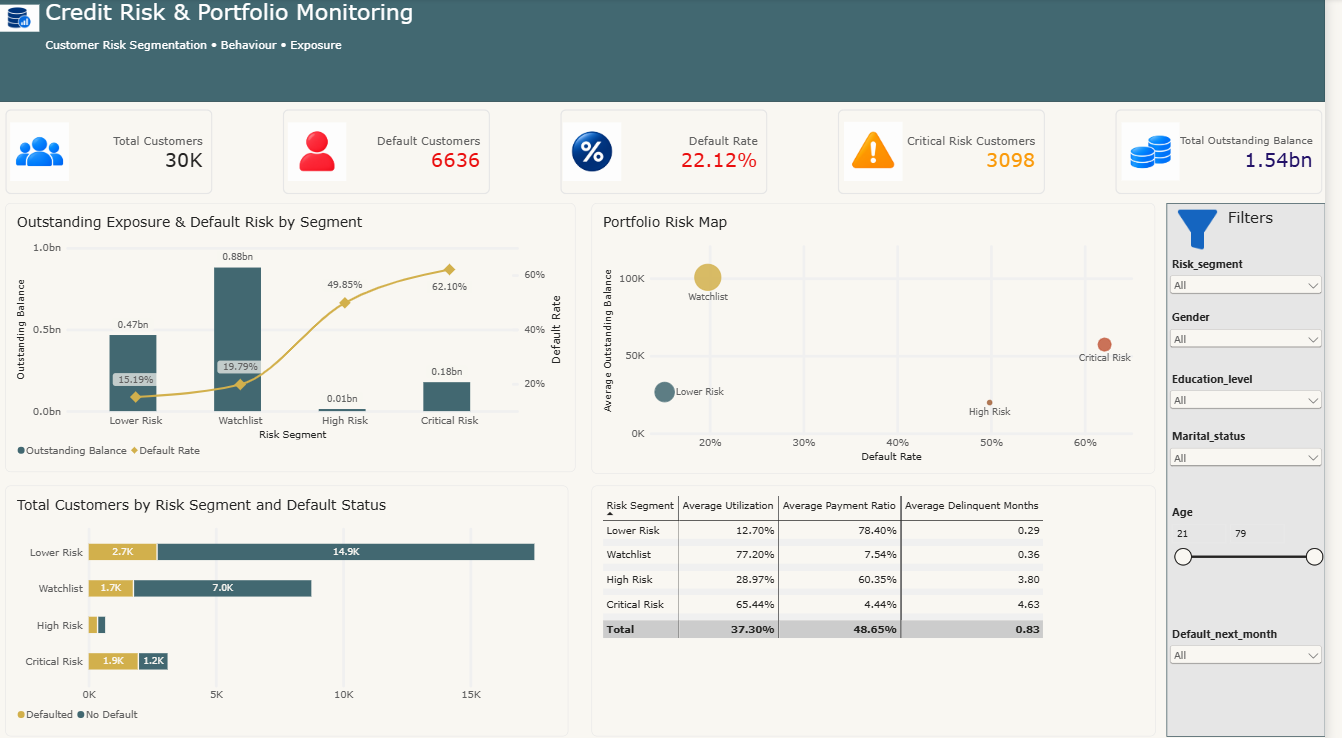 Credit Risk & Portfolio Monitoring
Customer Risk Segmentation • Behaviour • Exposure
Total Customers
30K
Default Customers
6636
Default Rate
22.12%
Critical Risk Customers
3098
Total Outstanding Balance
1.54bn
Outstanding Exposure & Default Risk by Segment
Outstanding Balance
1.0bn
0.5bn
0.0bn
0.47bn
0.88bn
0.01bn
0.18bn
15.19%
19.79%
49.85%
62.10%
60%
40%
20%
Default Rate
Lower Risk
Watchlist
High Risk
Critical Risk
Risk Segment
Outstanding Balance Default Rate
Portfolio Risk Map
Average Outstanding Balance
100K
50K
0K
Watchlist
Critical Risk
Lower Risk
High Risk
20% 30% 40% 50% 60%
Default Rate
Filters
Risk_segment
All
Gender
All
Education_level
All
Marital_status
All
Age
21 79
Default_next_month
All
Total Customers by Risk Segment and Default Status
Lower Risk 2.7K 14.9K
Watchlist 1.7K 7.0K
High Risk
Critical Risk 1.9K 1.2K
0K 5K 10K 15K
Defaulted No Default
Risk Segment Average Utilization Average Payment Ratio Average Delinquent Months
Lower Risk 12.70% 78.40% 0.29
Watchlist 77.20% 7.54% 0.36
High Risk 28.97% 60.35% 3.80
Critical Risk 65.44% 4.44% 4.63
Total 37.30% 48.65% 0.83